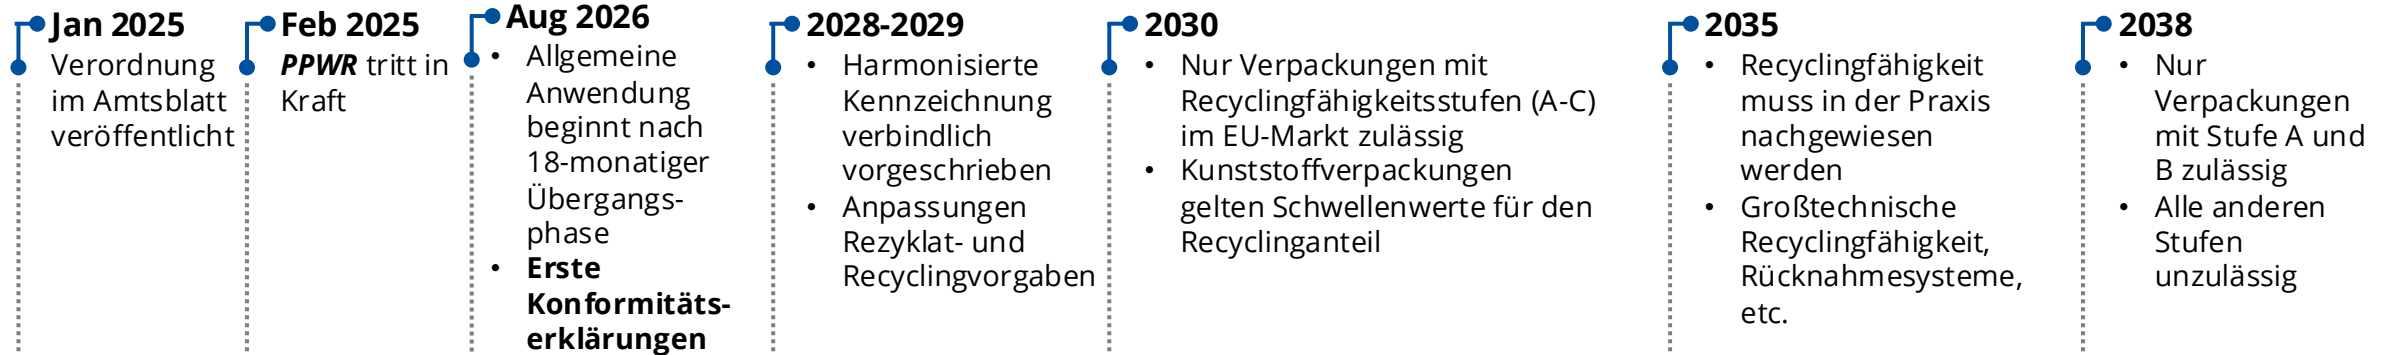 Jan 2025
Verordnung
im Amtsblatt
veröffentlicht
Feb 2025
PPWR tritt in
Kraft
Aug 2026
• Allgemeine
Anwendung
beginnt nach
18-monatiger
Übergangs-
phase
• Erste
Konformitäts-
erklärungen
2028-2029
• Harmonisierte
Kennzeichnung
verbindlich
vorgeschrieben
• Anpassungen
Rezyklat- und
Recyclingvorgaben
2030
• Nur Verpackungen mit
Recyclingfähigkeitsstufen (A-C)
im EU-Markt zulässig
• Kunststoffverpackungen
gelten Schwellenwerte für den
Recyclinganteil
2035
• Recyclingfähigkeit
muss in der Praxis
nachgewiesen
werden
• Großtechnische
Recyclingfähigkeit,
Rücknahmesysteme,
etc.
2038
• Nur
Verpackungen
mit Stufe A und
B zulässig
• Alle anderen
Stufen
unzulässig